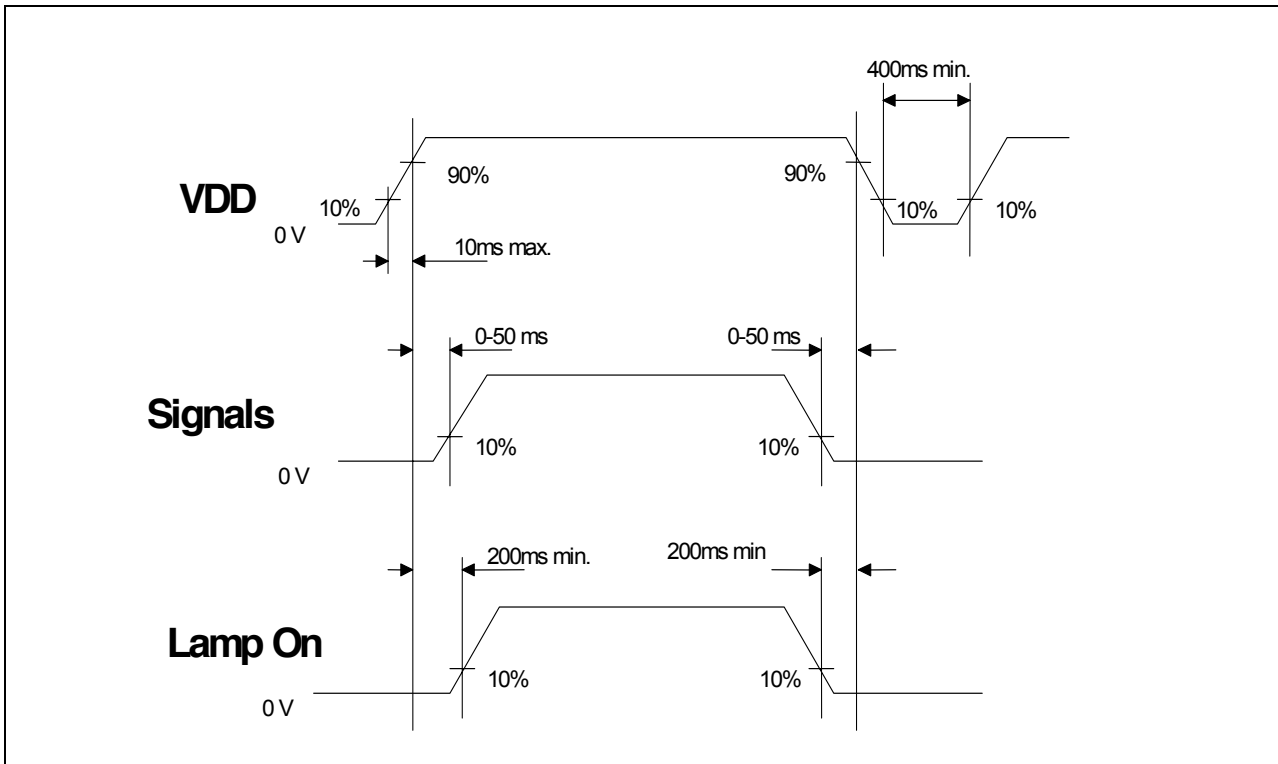 400ms min.
90%
90%
VDD
10%
10%
10%
0 V
10ms max.
0-50 ms
0-50 ms
Signals
10%
10%
0 V
200ms min.
200ms min
Lamp On
10%
10%
0 V